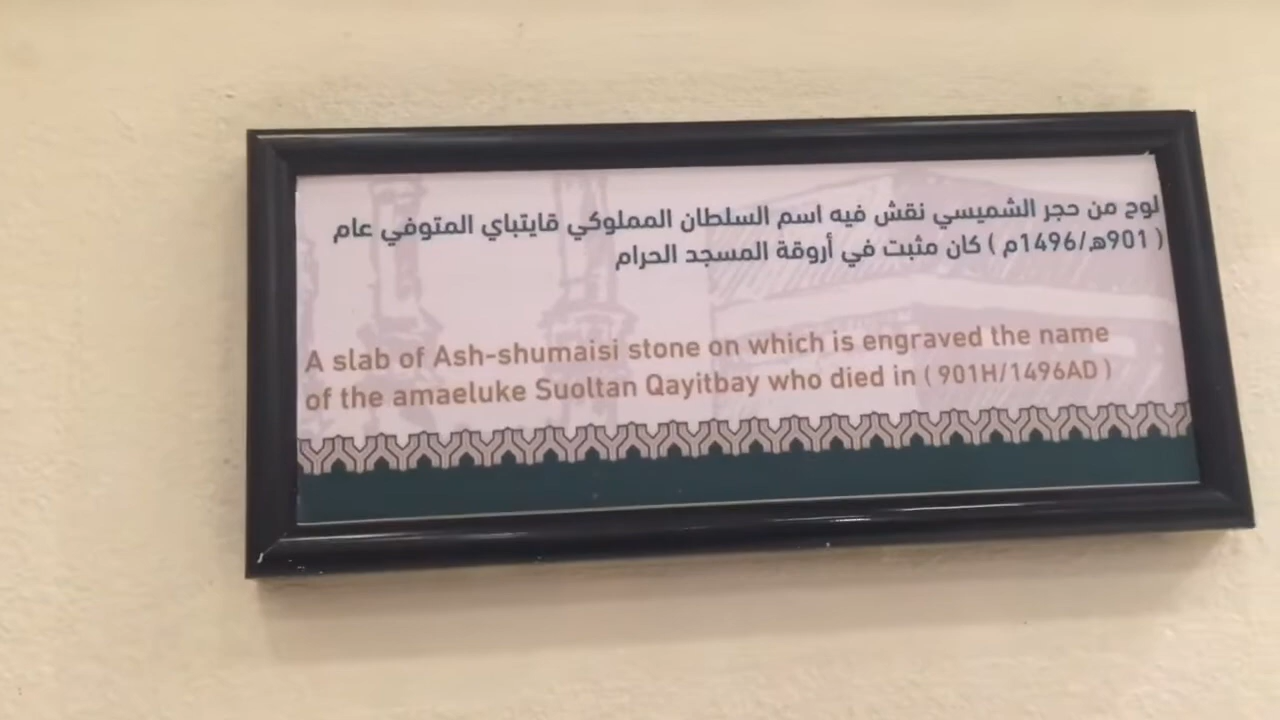 لوح من حجر الشميسي نقش فيه اسم السلطان المملوكي قايتباي المتوفي عام
( 901هـ/1496م ) كان مثبت في أروقة المسجد الحرام
A slab of Ash-shumaisi stone on which is engraved the name
of the amaeluke Suoltan Qayitbay who died in ( 901H/1496AD )